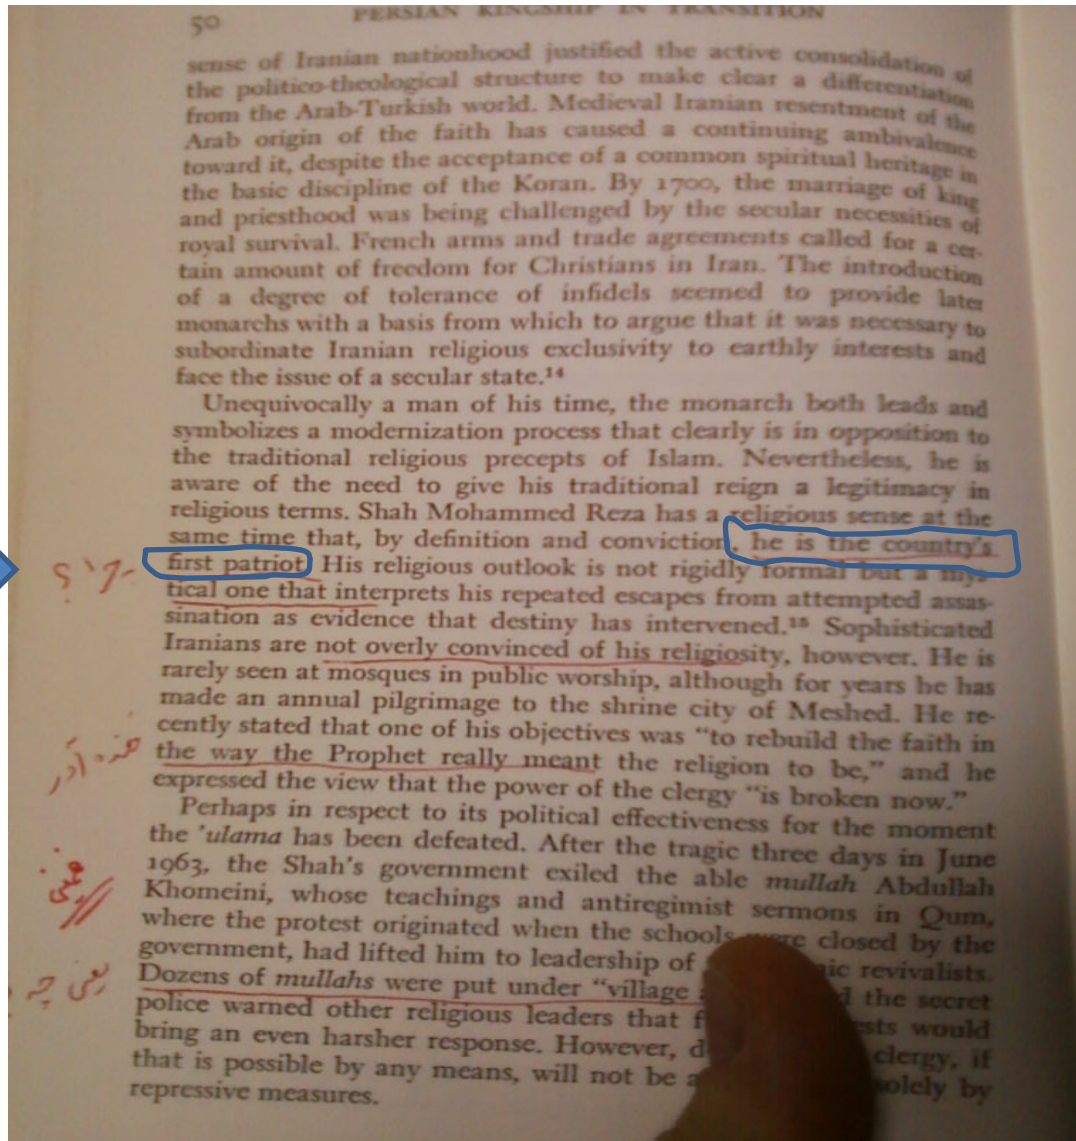 50
PERSIAN KINGSHIP IN TRANSITION
sense of Iranian nationhood justified the active consolidation of
the politico-theological structure to make clear a differentiation
from the Arab-Turkish world. Medieval Iranian resentment of the
Arab origin of the faith has caused a continuing ambivalence
toward it, despite the acceptance of a common spiritual heritage in
the basic discipline of the Koran. By 1700, the marriage of king
and priesthood was being challenged by the secular necessities of
royal survival. French arms and trade agreements called for a cer-
tain amount of freedom for Christians in Iran. The introduction
of a degree of tolerance of infidels seemed to provide later
monarchs with a basis from which to argue that it was necessary to
subordinate Iranian religious exclusivity to earthly interests and
face the issue of a secular state.¹⁴
Unequivocally a man of his time, the monarch both leads and
symbolizes a modernization process that clearly is in opposition to
the traditional religious precepts of Islam. Nevertheless, he is
aware of the need to give his traditional reign a legitimacy in
religious terms. Shah Mohammed Reza has a religious sense at the
same time that, by definition and conviction, he is the country's
first patriot. His religious outlook is not rigidly formal but a mys-
tical one that interprets his repeated escapes from attempted assas-
sination as evidence that destiny has intervened.¹⁵ Sophisticated
Iranians are not overly convinced of his religiosity, however. He is
rarely seen at mosques in public worship, although for years he has
made an annual pilgrimage to the shrine city of Meshed. He re-
cently stated that one of his objectives was "to rebuild the faith in
the way the Prophet really meant the religion to be," and he
expressed the view that the power of the clergy "is broken now."
Perhaps in respect to its political effectiveness for the moment
the 'ulama has been defeated. After the tragic three days in June
1963, the Shah's government exiled the able mullah Abdullah
Khomeini, whose teachings and antiregimist sermons in Qum,
where the protest originated when the schools were closed by the
government, had lifted him to leadership of revivalists.
Dozens of mullahs were put under "village the secret
police warned other religious leaders that would
bring an even harsher response. However, clergy, if
that is possible by any means, will not be solely by
repressive measures.
چرا؟
خنده آور
خمینی
یعنی چه